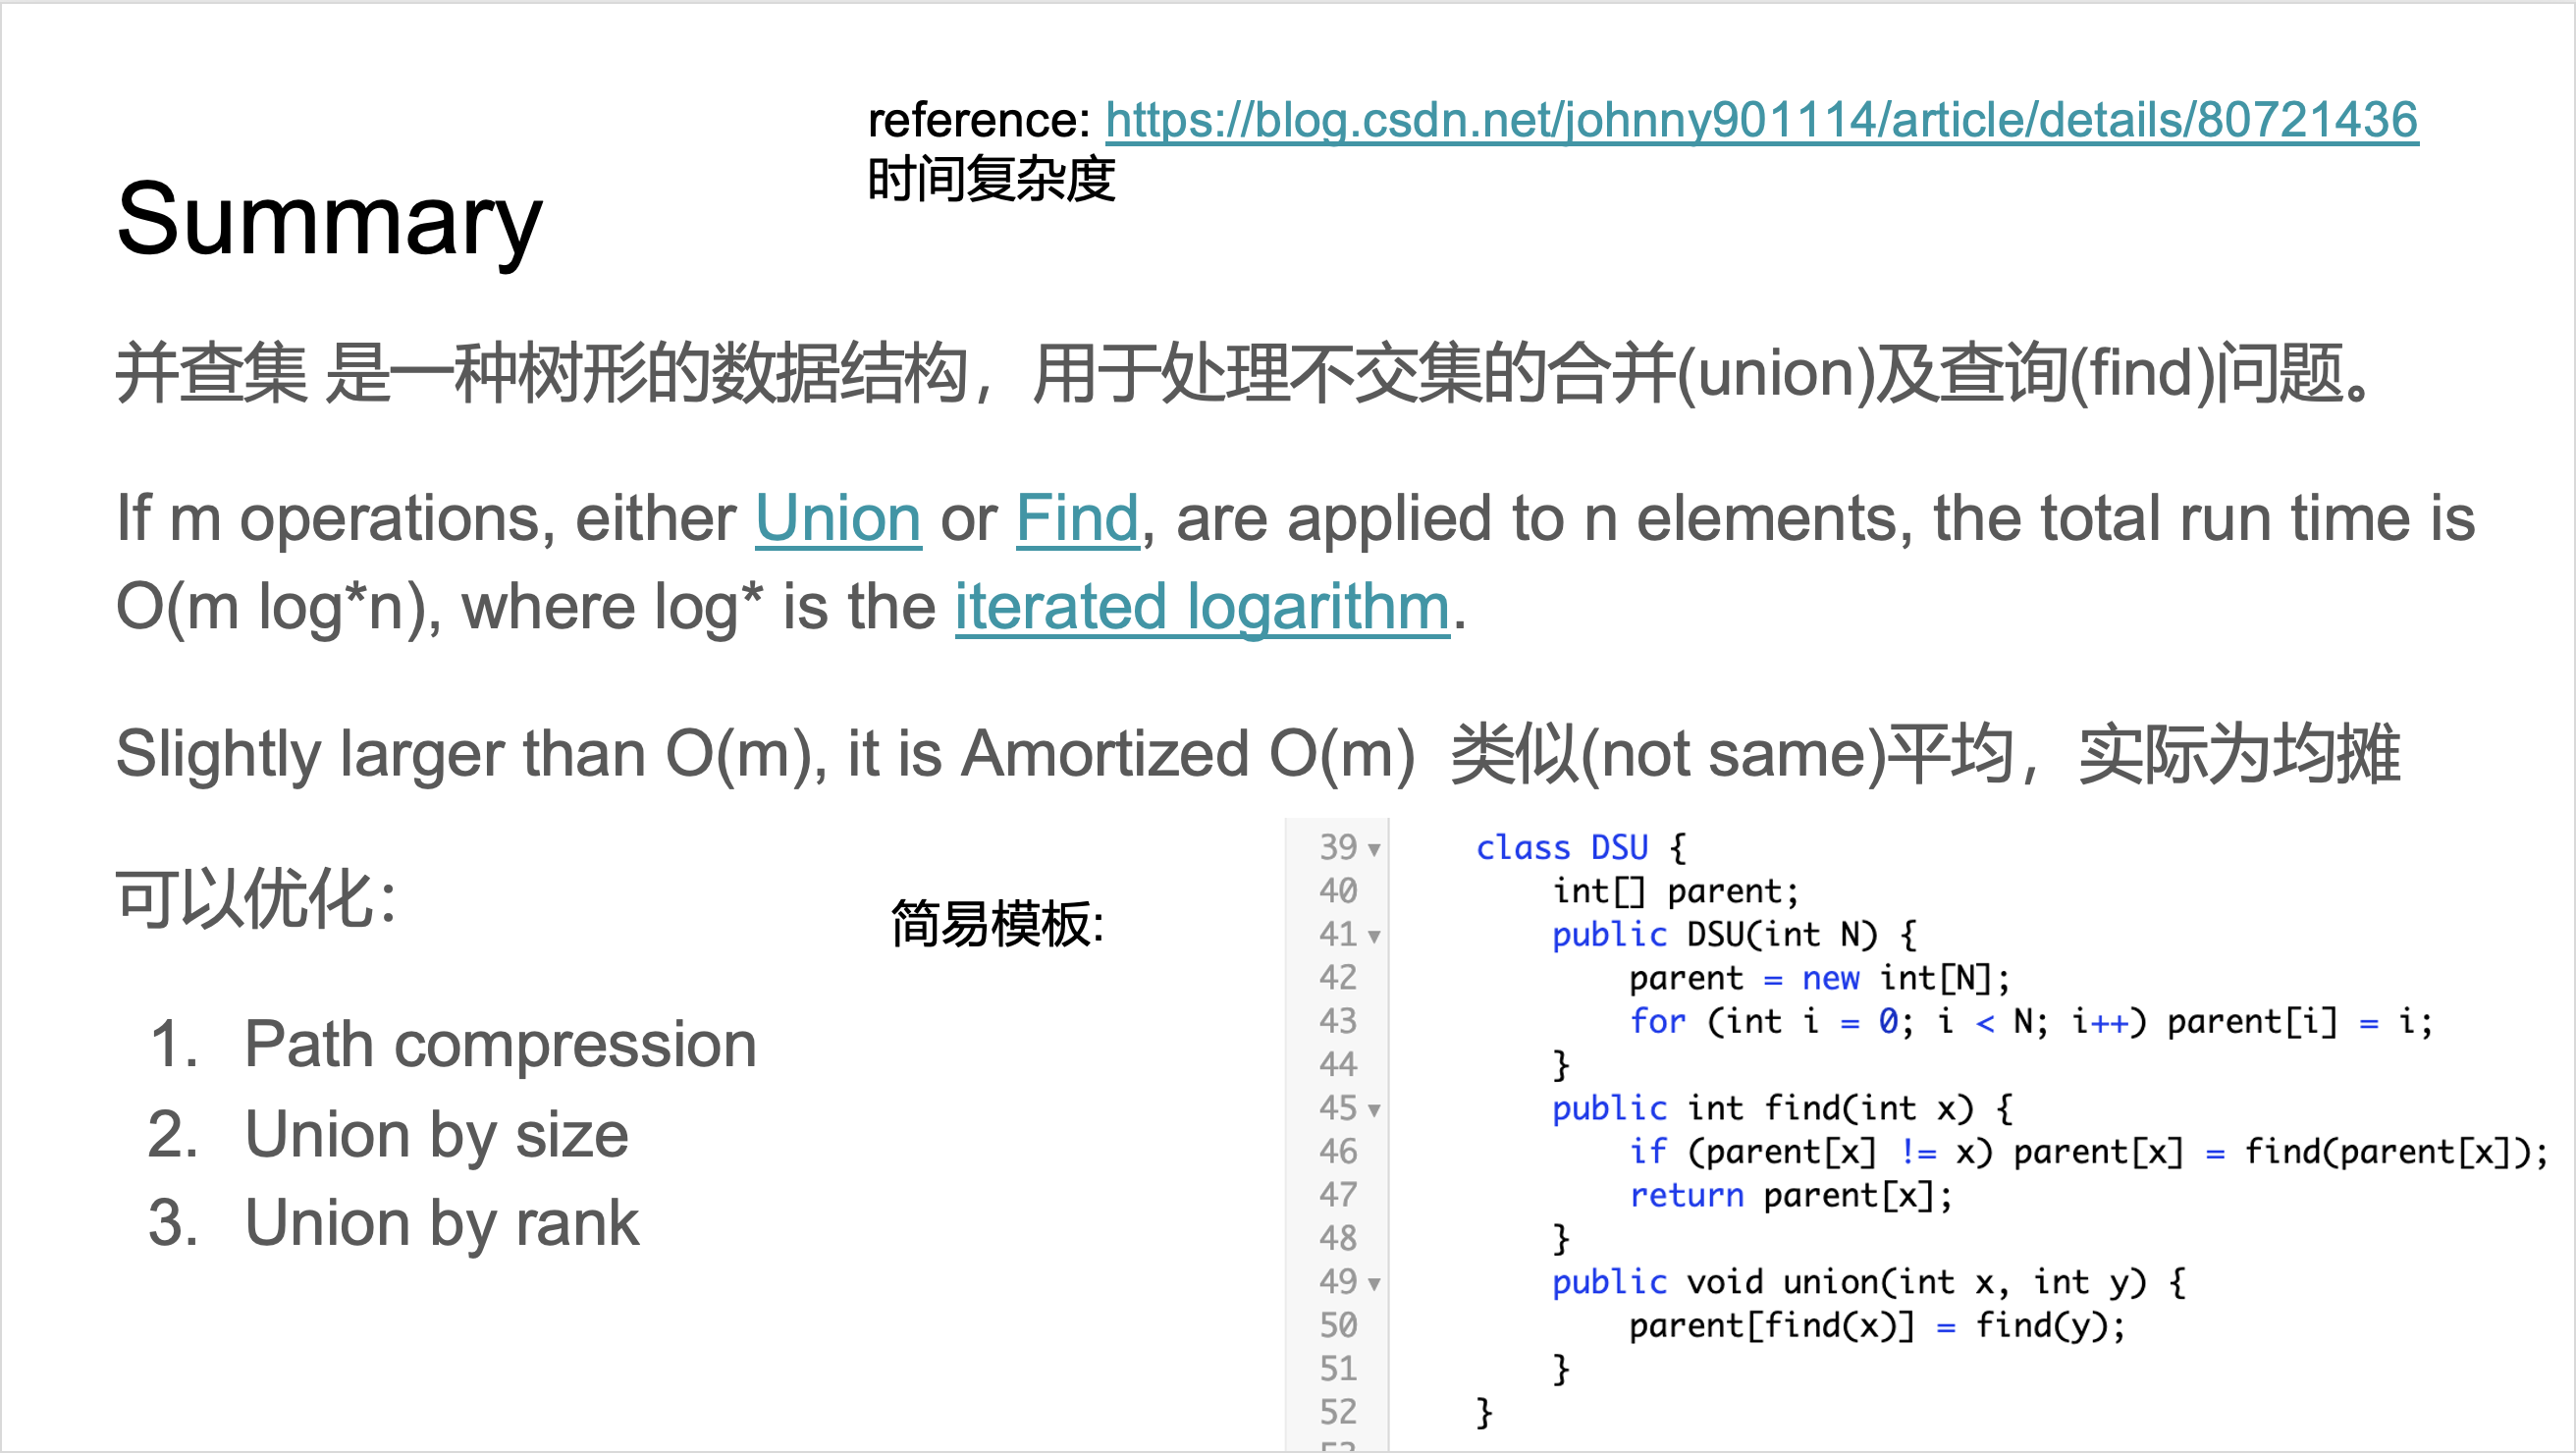 reference: https://blog.csdn.net/johnny901114/article/details/80721436
时间复杂度
Summary
并查集 是一种树形的数据结构，用于处理不交集的合并(union)及查询(find)问题。
If m operations, either Union or Find, are applied to n elements, the total run time is
O(m log*n), where log* is the iterated logarithm.
Slightly larger than O(m), it is Amortized O(m) 类似(not same)平均，实际为均摊
可以优化：
1. Path compression
2. Union by size
3. Union by rank
简易模板:
39 class DSU {
40 int[] parent;
41 public DSU(int N) {
42 parent = new int[N];
43 for (int i = 0; i < N; i++) parent[i] = i;
44 }
45 public int find(int x) {
46 if (parent[x] != x) parent[x] = find(parent[x]);
47 return parent[x];
48 }
49 public void union(int x, int y) {
50 parent[find(x)] = find(y);
51 }
52 }